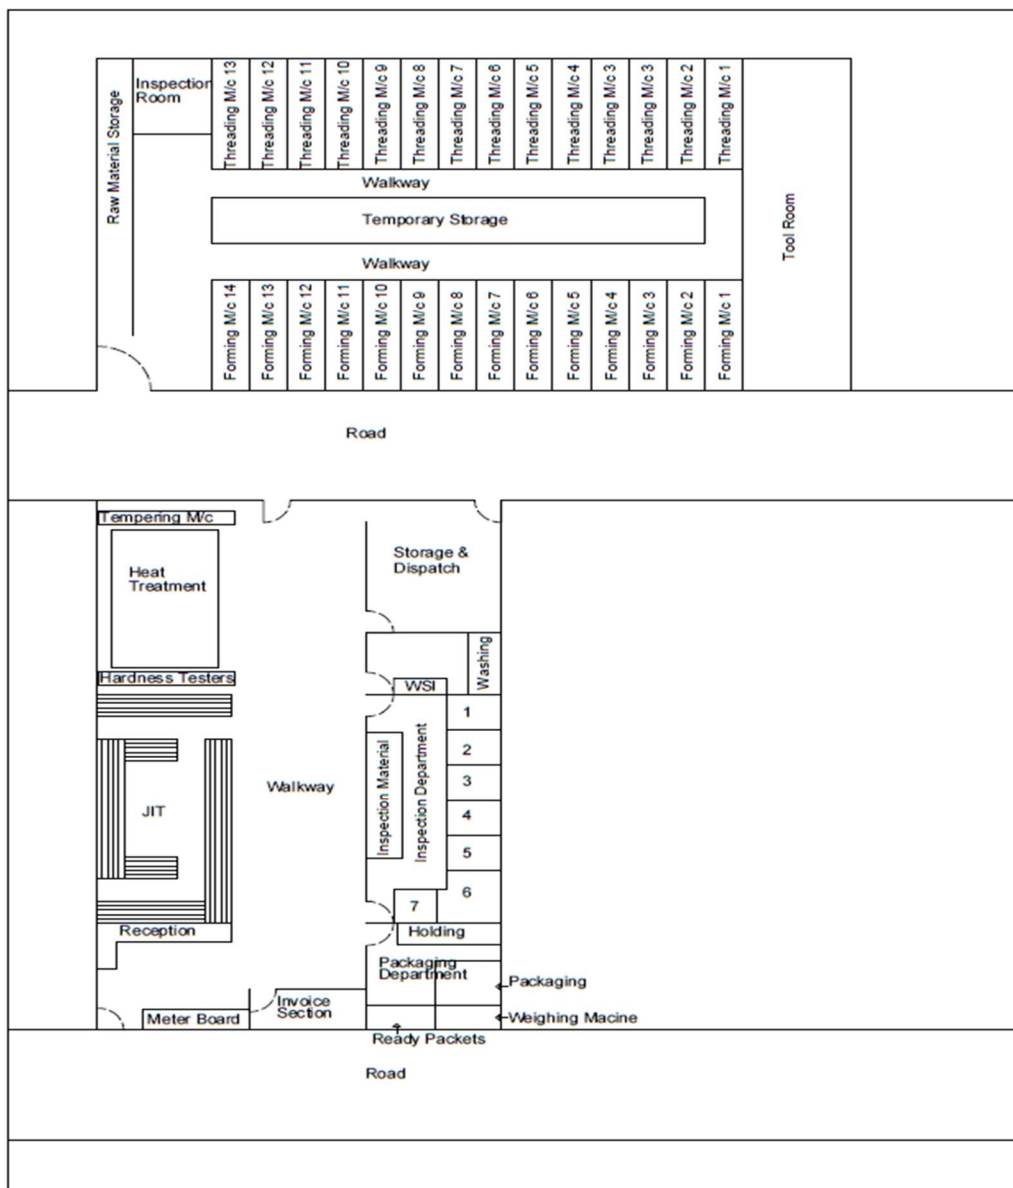 Raw Material Storage
Inspection
Room
Threading M/c 13
Threading M/c 12
Threading M/c 11
Threading M/c 10
Threading M/c 9
Threading M/c 8
Threading M/c 7
Threading M/c 6
Threading M/c 5
Threading M/c 4
Threading M/c 3
Threading M/c 3
Threading M/c 2
Threading M/c 1
Walkway
Temporary Storage
Tool Room
Walkway
Forming M/c 14
Forming M/c 13
Forming M/c 12
Forming M/c 11
Forming M/c 10
Forming M/c 9
Forming M/c 8
Forming M/c 7
Forming M/c 6
Forming M/c 5
Forming M/c 4
Forming M/c 3
Forming M/c 2
Forming M/c 1
Road
Tempering M/c
Heat
Treatment
Storage &
Dispatch
Hardness Testers
WSI
Washing
1
2
3
4
5
6
7
Inspection Material
Inspection Department
Walkway
JIT
Reception
Holding
Packaging
Department
Packaging
Invoice
Section
Meter Board
Weighing Macine
Ready Packets
Road